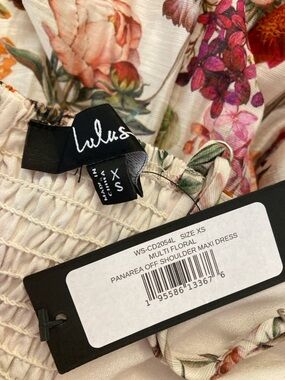 Lulus
XS
MADE IN
CHINA
WS-CD2054L SIZE XS
MULTI FLORAL
PANAREA OFF SHOULDER MAXI DRESS
1 95586 13367 6